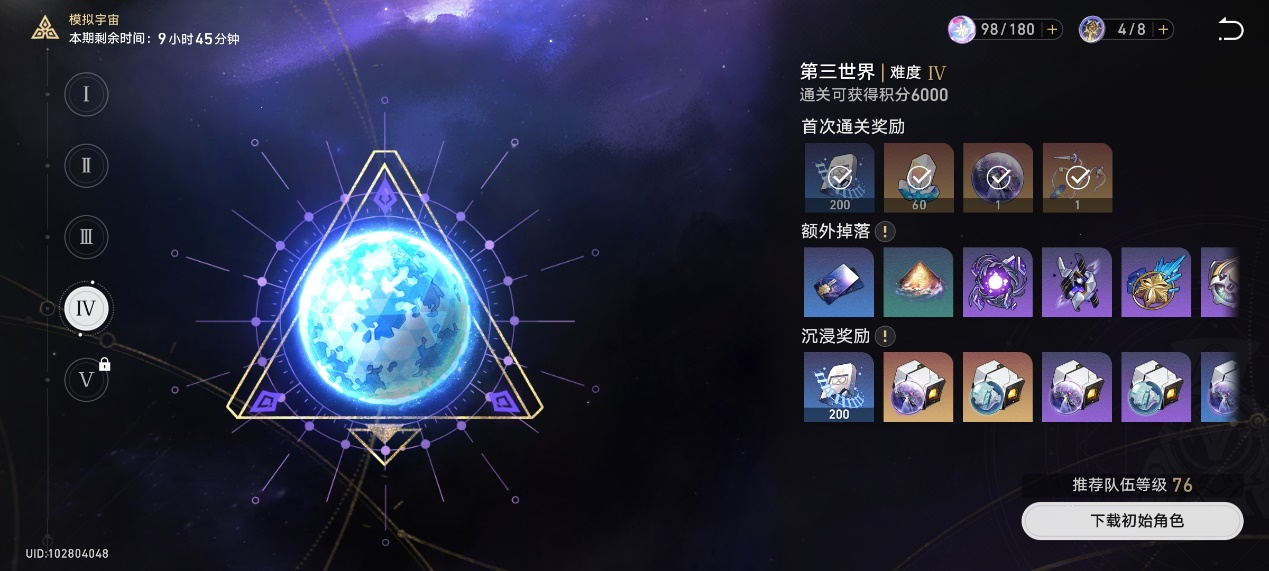 模拟宇宙
本期剩余时间：9小时45分钟
98/180
4/8
I
II
III
IV
V
第三世界 | 难度 IV
通关可获得积分6000
首次通关奖励
200
60
1
1
额外掉落
沉浸奖励
200
推荐队伍等级 76
下载初始角色
UID:102804048